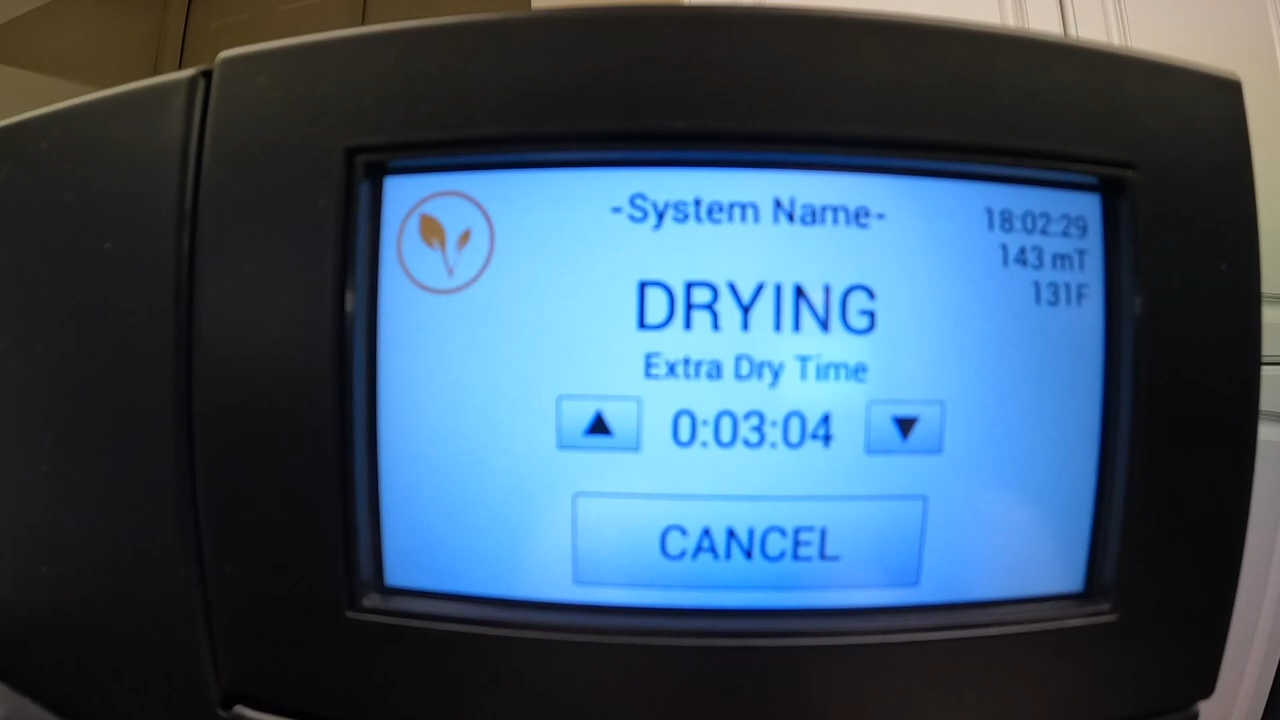 -System Name-
18:02:29
143 mT
131F
DRYING
Extra Dry Time
▲ 0:03:04 ▼
CANCEL